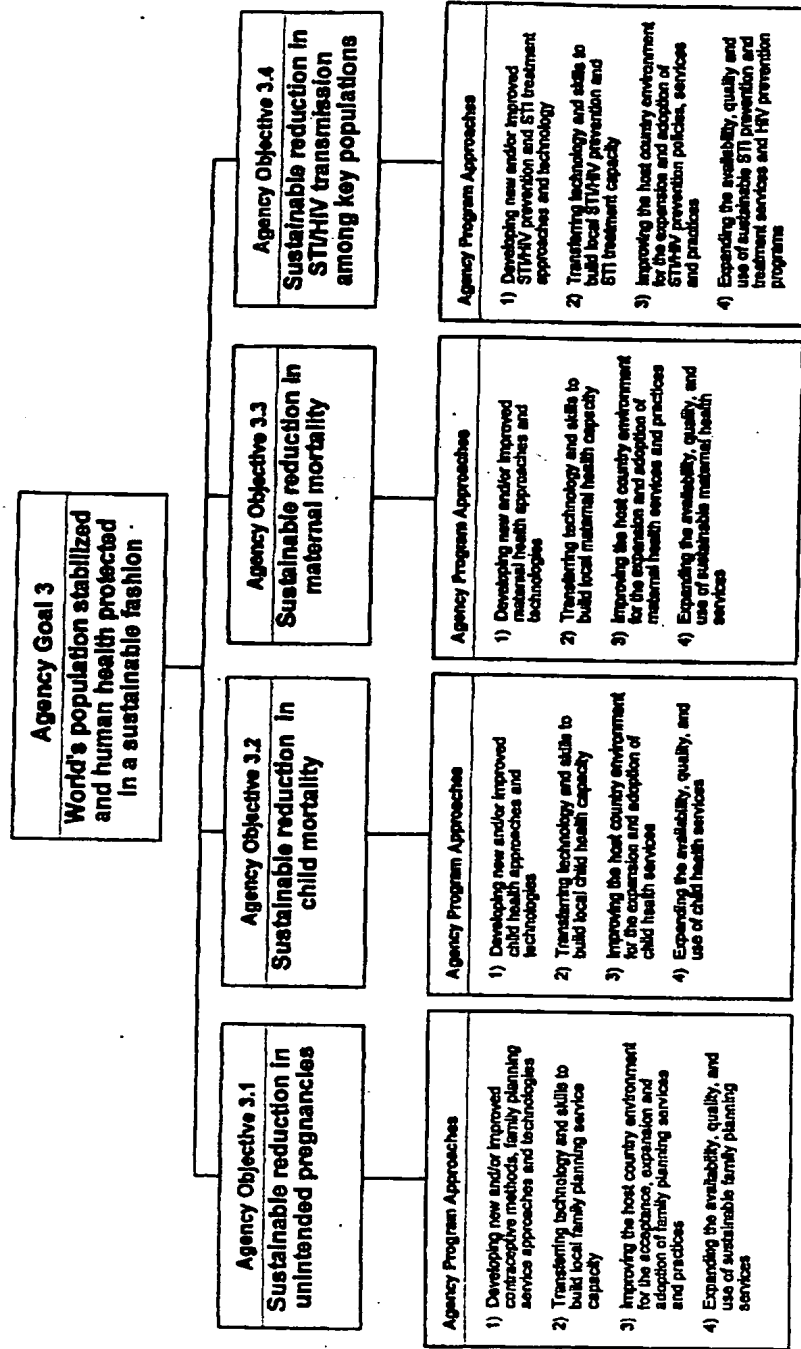 Agency Goal 3
World's population stabilized
and human health protected
in a sustainable fashion
Agency Objective 3.1
Sustainable reduction in
unintended pregnancies
Agency Objective 3.2
Sustainable reduction in
child mortality
Agency Objective 3.3
Sustainable reduction in
maternal mortality
Agency Objective 3.4
Sustainable reduction in
STI/HIV transmission
among key populations
Agency Program Approaches
1) Developing new and/or improved
contraceptive methods, family planning
service approaches and technologies
2) Transferring technology and skills to
build local family planning service
capacity
3) Improving the host country environment
for the acceptance, expansion and
adoption of family planning services
and practices
4) Expanding the availability, quality, and
use of sustainable family planning
services
Agency Program Approaches
1) Developing new and/or improved
child health approaches and
technologies
2) Transferring technology and skills to
build local child health capacity
3) Improving the host country environment
for the expansion and adoption of
child health services
4) Expanding the availability, quality, and
use of child health services
Agency Program Approaches
1) Developing new and/or improved
maternal health approaches and
technologies
2) Transferring technology and skills to
build local maternal health capacity
3) Improving the host country environment
for the expansion and adoption of
maternal health services and practices
4) Expanding the availability, quality, and
use of sustainable maternal health
services
Agency Program Approaches
1) Developing new and/or improved
STI/HIV prevention and STI treatment
approaches and technology
2) Transferring technology and skills to
build local STI/HIV prevention and
STI treatment capacity
3) Improving the host country environment
for the expansion and adoption of
STI/HIV prevention policies, services
and practices
4) Expanding the availability, quality and
use of sustainable STI prevention and
treatment services and HIV prevention
programs